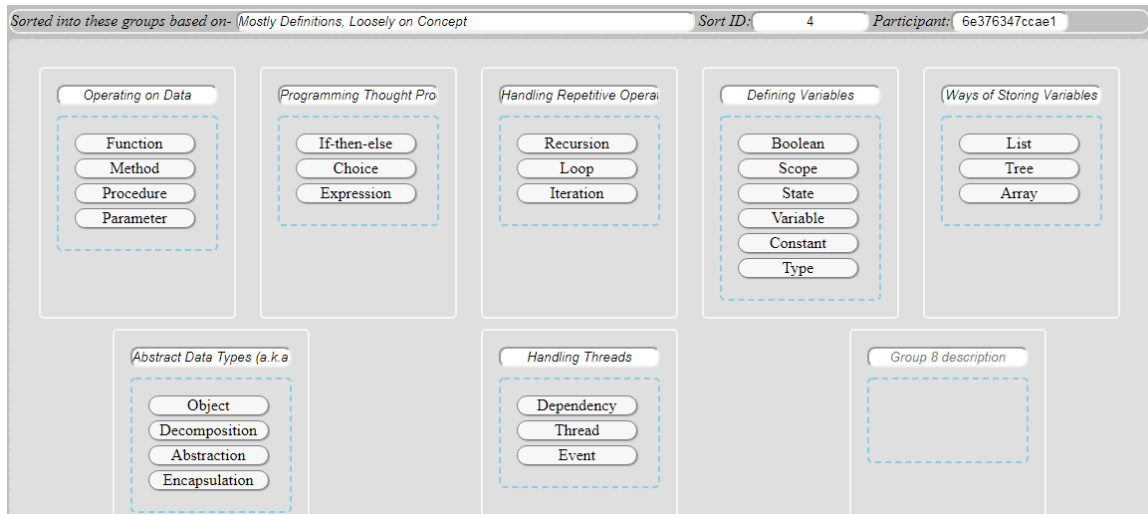 Sorted into these groups based on- Mostly Definitions, Loosely on Concept Sort ID: 4 Participant: 6e376347ccae1
Operating on Data
Function
Method
Procedure
Parameter
Programming Thought Pro
If-then-else
Choice
Expression
Handling Repetitive Operat
Recursion
Loop
Iteration
Defining Variables
Boolean
Scope
State
Variable
Constant
Type
Ways of Storing Variables
List
Tree
Array
Abstract Data Types (a.k.a
Object
Decomposition
Abstraction
Encapsulation
Handling Threads
Dependency
Thread
Event
Group 8 description